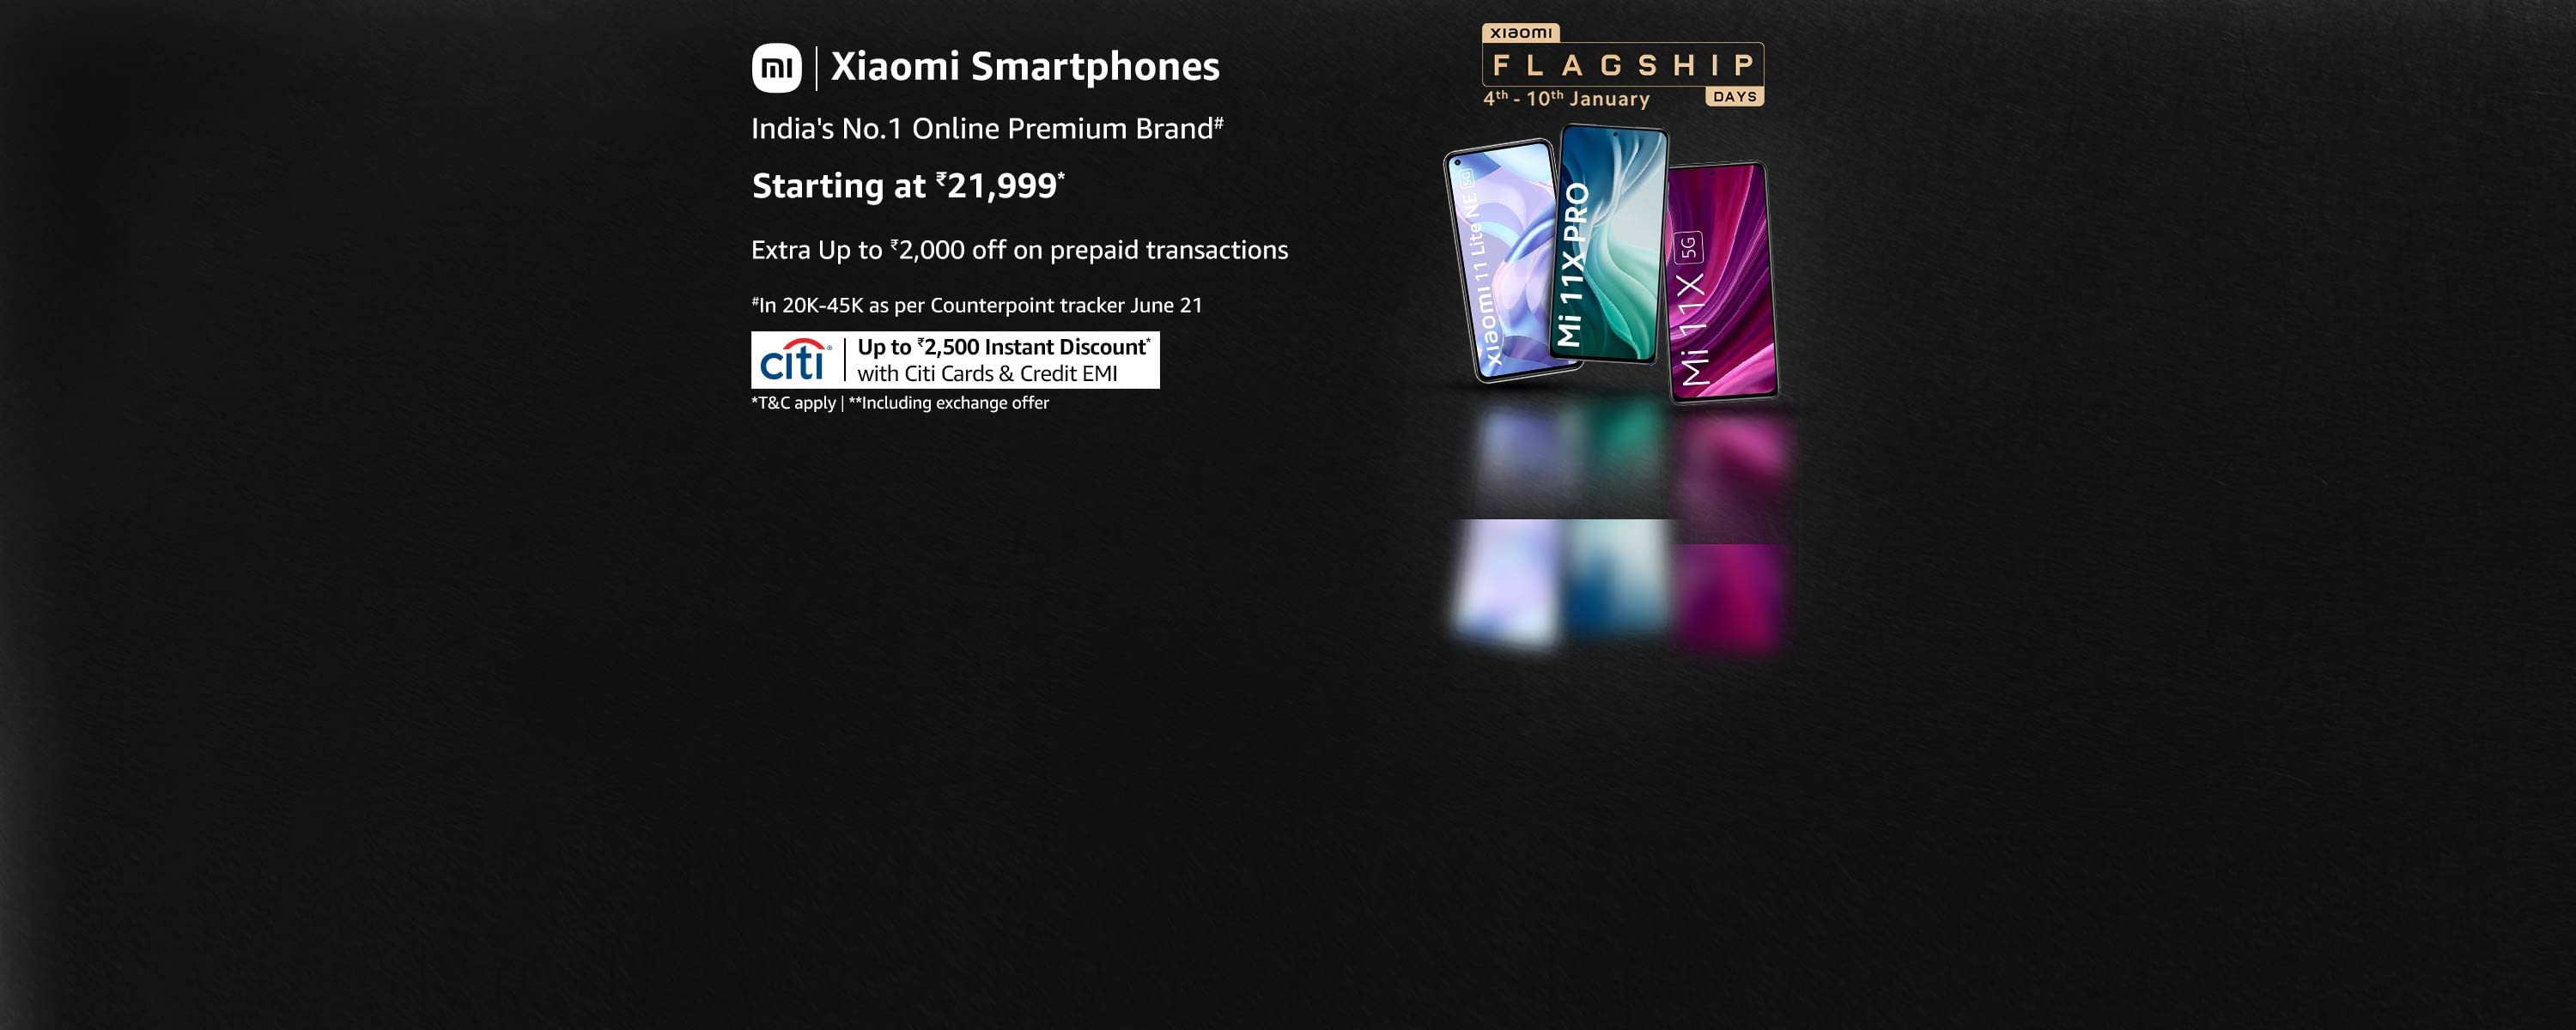 mi | Xiaomi Smartphones
India's No.1 Online Premium Brand#
Starting at ₹21,999*
Extra Up to ₹2,000 off on prepaid transactions
#In 20K-45K as per Counterpoint tracker June 21
citi | Up to ₹2,500 Instant Discount*
with Citi Cards & Credit EMI
*T&C apply | **Including exchange offer
xiaomi
FLAGSHIP
4th - 10th January DAYS
xiaomi 11 Lite NE 5G
Mi 11X PRO
Mi 11X 5G